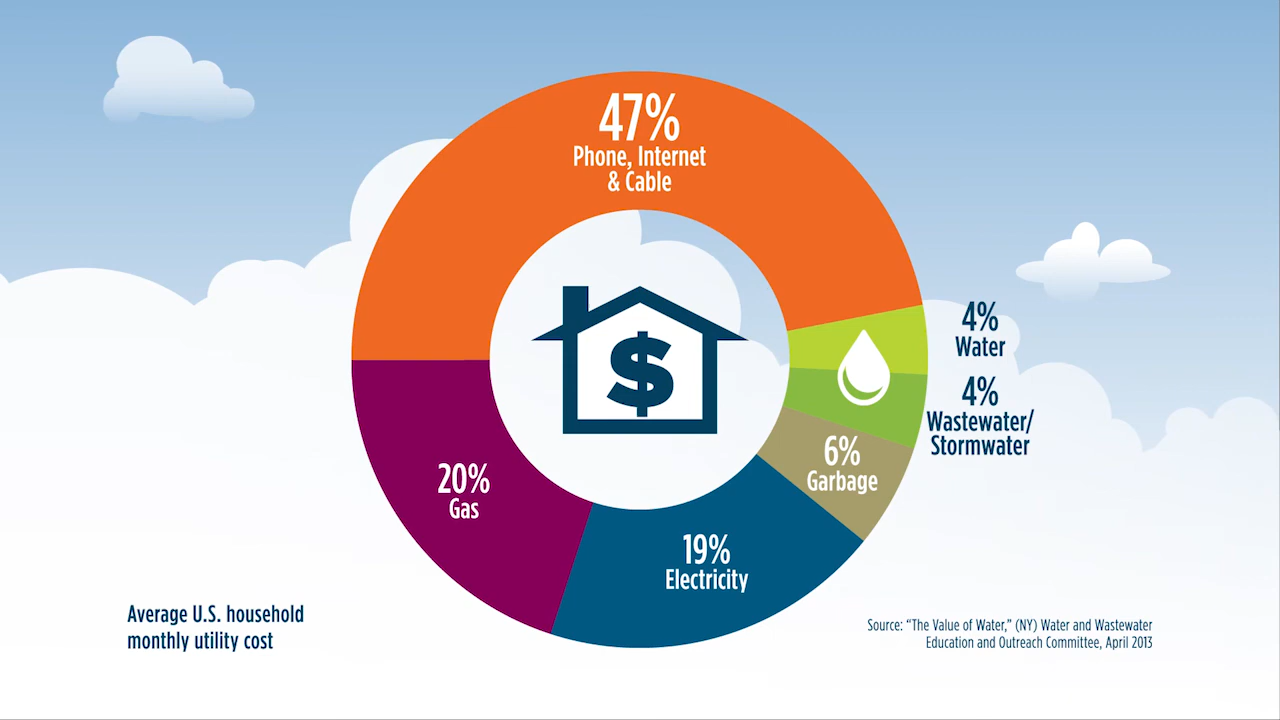 47%
Phone, Internet
& Cable
4%
Water
4%
Wastewater/
Stormwater
6%
Garbage
$
20%
Gas
19%
Electricity
Average U.S. household
monthly utility cost
Source: “The Value of Water,” (NY) Water and Wastewater
Education and Outreach Committee, April 2013